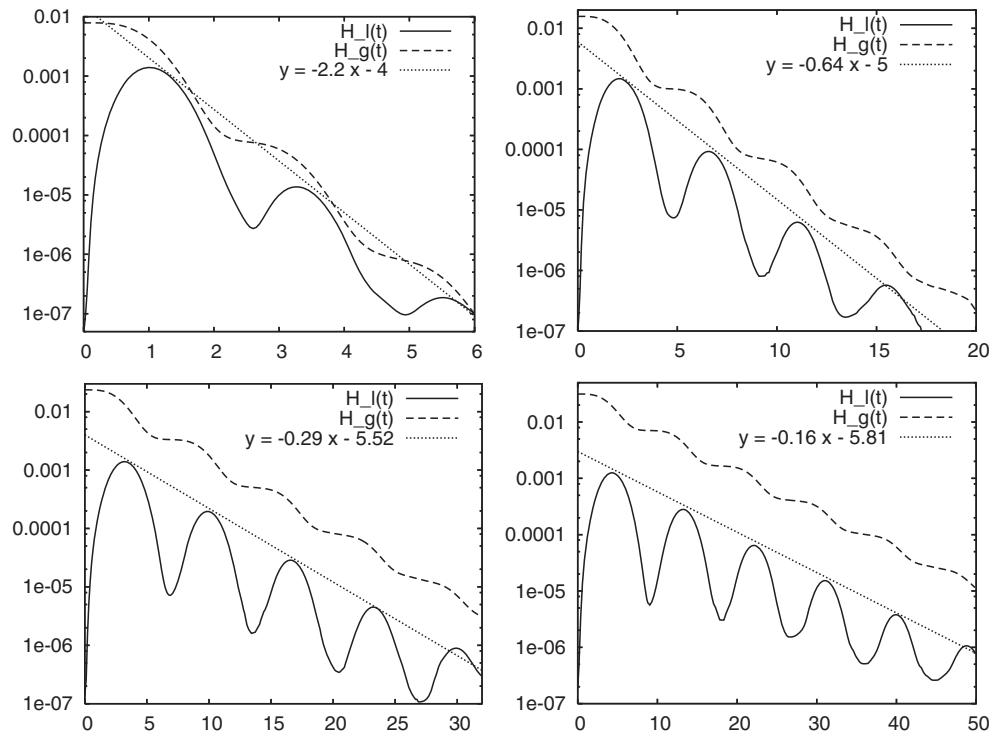 0.01
0.001
0.0001
1e-05
1e-06
1e-07
0 1 2 3 4 5 6
H_l(t)
H_g(t)
y = -2.2 x - 4
0.01
0.001
0.0001
1e-05
1e-06
1e-07
0 5 10 15 20
H_l(t)
H_g(t)
y = -0.64 x - 5
0.01
0.001
0.0001
1e-05
1e-06
1e-07
0 5 10 15 20 25 30
H_l(t)
H_g(t)
y = -0.29 x - 5.52
0.01
0.001
0.0001
1e-05
1e-06
1e-07
0 10 20 30 40 50
H_l(t)
H_g(t)
y = -0.16 x - 5.81